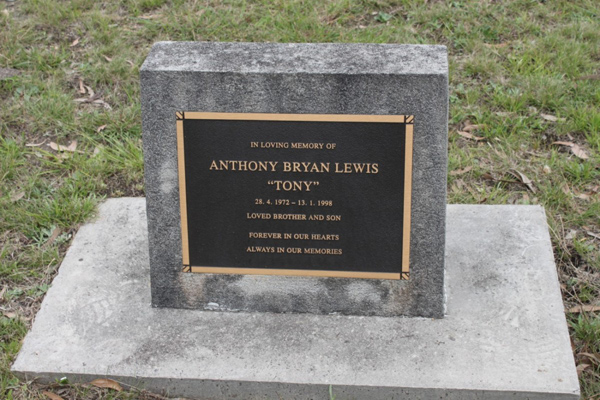 IN LOVING MEMORY OF
ANTHONY BRYAN LEWIS
“TONY”
28. 4. 1972 – 13. 1. 1998
LOVED BROTHER AND SON
FOREVER IN OUR HEARTS
ALWAYS IN OUR MEMORIES